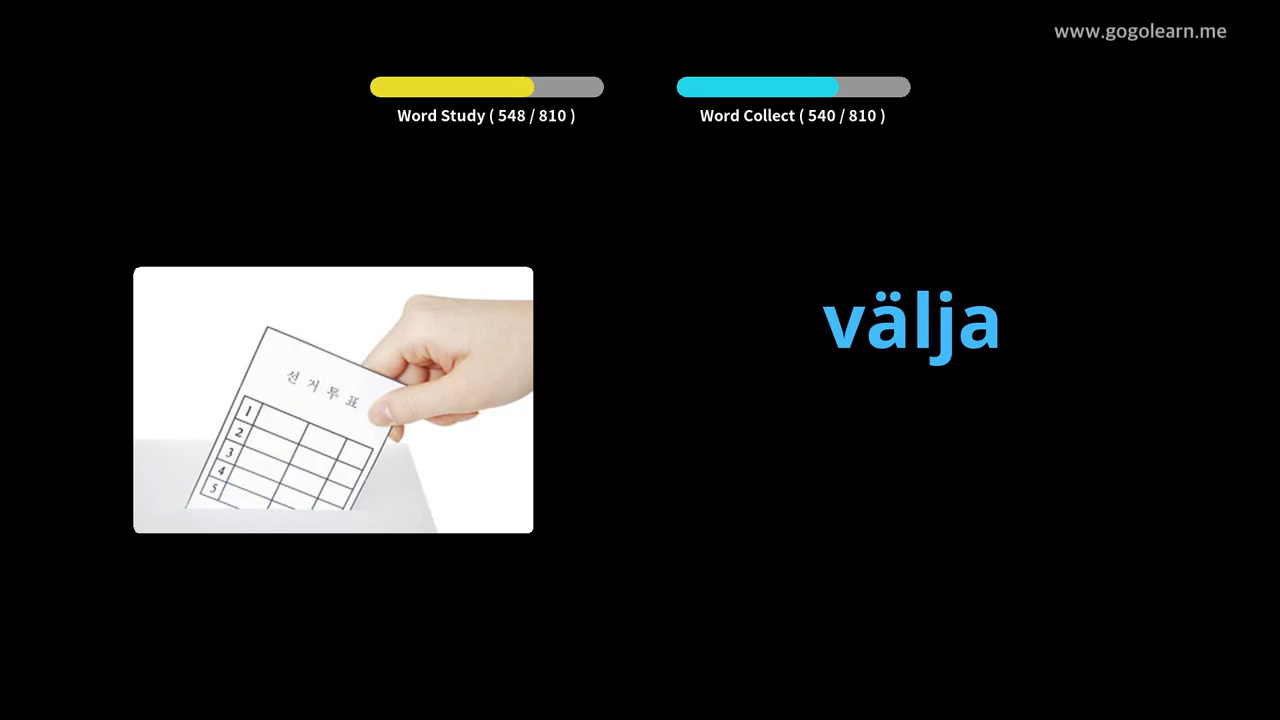 www.gogolearn.me
Word Study ( 548 / 810 )
Word Collect ( 540 / 810 )
välja
선거투표
1
2
3
4
5